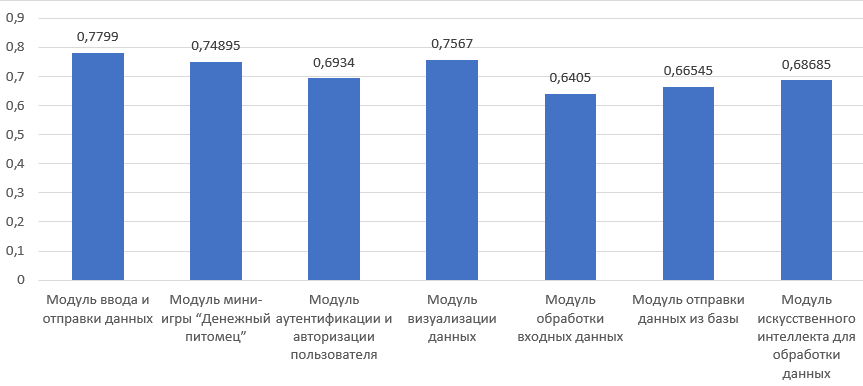 0,9
0,8
0,7
0,6
0,5
0,4
0,3
0,2
0,1
0
0,7799
0,74895
0,6934
0,7567
0,6405
0,66545
0,68685
Модуль ввода и
отправки данных
Модуль мини-
игры “Денежный
питомец”
Модуль
аутентификации и
авторизации
пользователя
Модуль
визуализации
данных
Модуль
обработки
входных данных
Модуль отправки
данных из базы
Модуль
искусственного
интеллекта для
обработки
данных